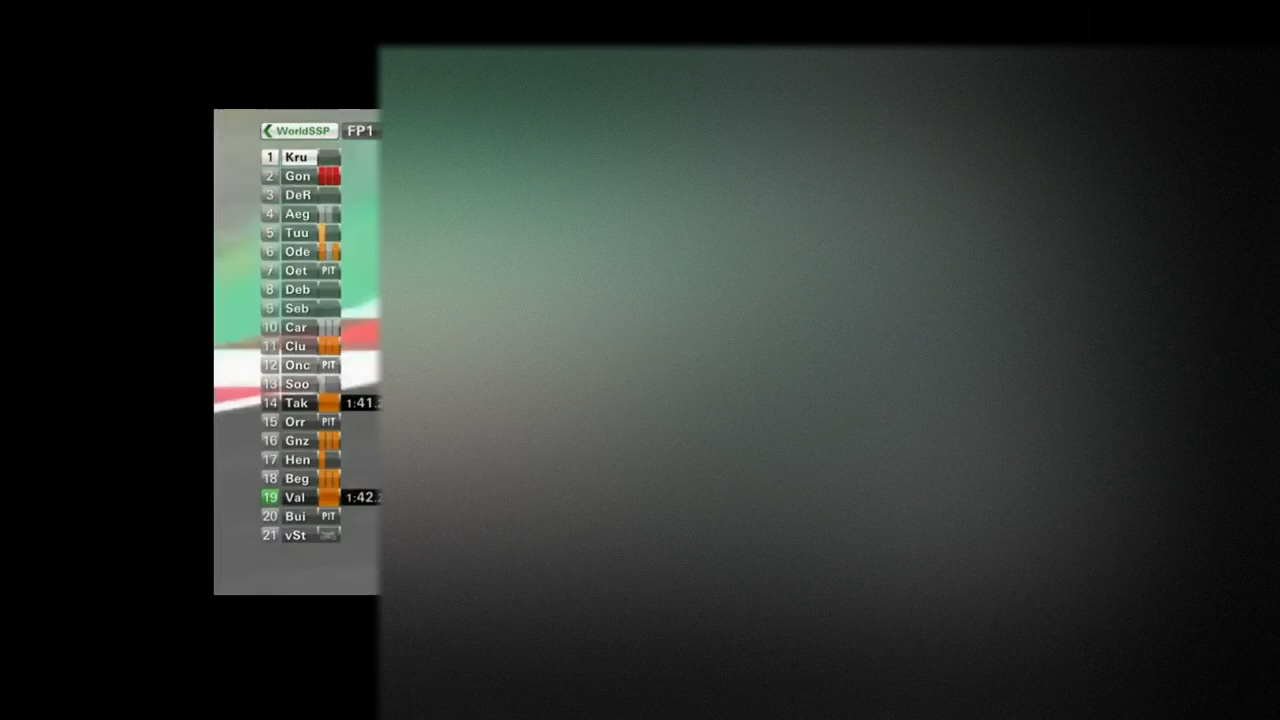 WorldSSP FP1
1 Kru
2 Gon
3 DeR
4 Aeg
5 Tuu
6 Ode
7 Oet PIT
8 Deb
9 Seb
10 Car
11 Clu
12 Onc PIT
13 Soo
14 Tak 1:41.2
15 Orr PIT
16 Gnz
17 Hen
18 Beg
19 Val 1:42.2
20 Bui PIT
21 vSt